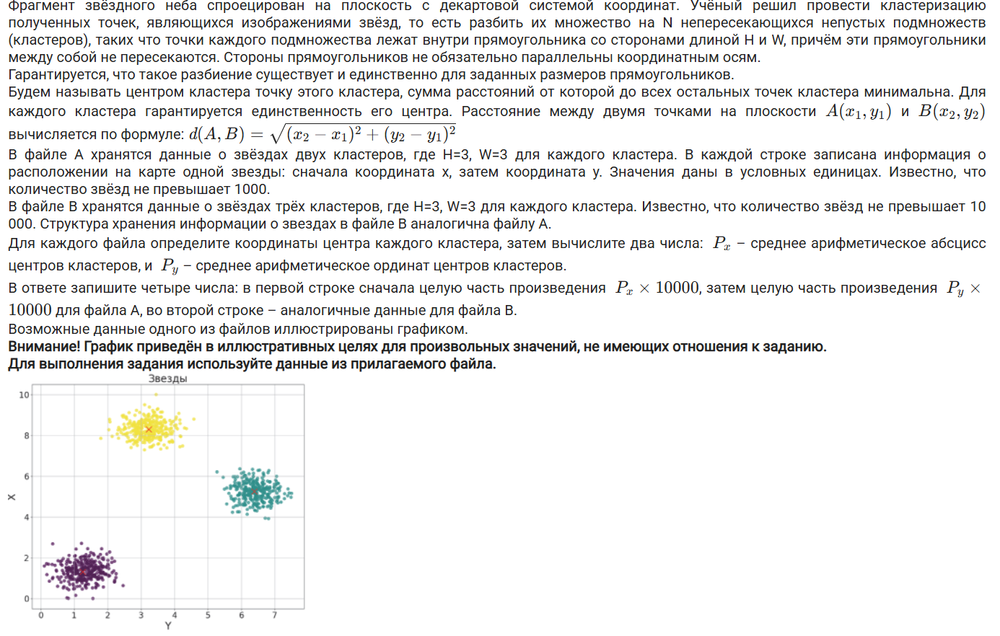 Фрагмент звёздного неба спроецирован на плоскость с декартовой системой координат. Учёный решил провести кластеризацию
полученных точек, являющихся изображениями звёзд, то есть разбить их множество на N непересекающихся непустых подмножеств
(кластеров), таких что точки каждого подмножества лежат внутри прямоугольника со сторонами длиной H и W, причём эти прямоугольники
между собой не пересекаются. Стороны прямоугольников не обязательно параллельны координатным осям.
Гарантируется, что такое разбиение существует и единственно для заданных размеров прямоугольников.
Будем называть центром кластера точку этого кластера, сумма расстояний от которой до всех остальных точек кластера минимальна. Для
каждого кластера гарантируется единственность его центра. Расстояние между двумя точками на плоскости A(x₁, y₁) и B(x₂, y₂)
вычисляется по формуле: d(A, B) = √((x₂ − x₁)² + (y₂ − y₁)²)
В файле А хранятся данные о звёздах двух кластеров, где H=3, W=3 для каждого кластера. В каждой строке записана информация о
расположении на карте одной звезды: сначала координата x, затем координата y. Значения даны в условных единицах. Известно, что
количество звёзд не превышает 1000.
В файле В хранятся данные о звёздах трёх кластеров, где H=3, W=3 для каждого кластера. Известно, что количество звёзд не превышает 10
000. Структура хранения информации о звездах в файле В аналогична файлу А.
Для каждого файла определите координаты центра каждого кластера, затем вычислите два числа: Pₓ – среднее арифметическое абсцисс
центров кластеров, и P_y – среднее арифметическое ординат центров кластеров.
В ответе запишите четыре числа: в первой строке сначала целую часть произведения Pₓ × 10000, затем целую часть произведения P_y ×
10000 для файла А, во второй строке – аналогичные данные для файла В.
Возможные данные одного из файлов иллюстрированы графиком.
Внимание! График приведён в иллюстративных целях для произвольных значений, не имеющих отношения к заданию.
Для выполнения задания используйте данные из прилагаемого файла.
Звезды
10
8
6
4
2
0
X
0 1 2 3 4 5 6 7
Y